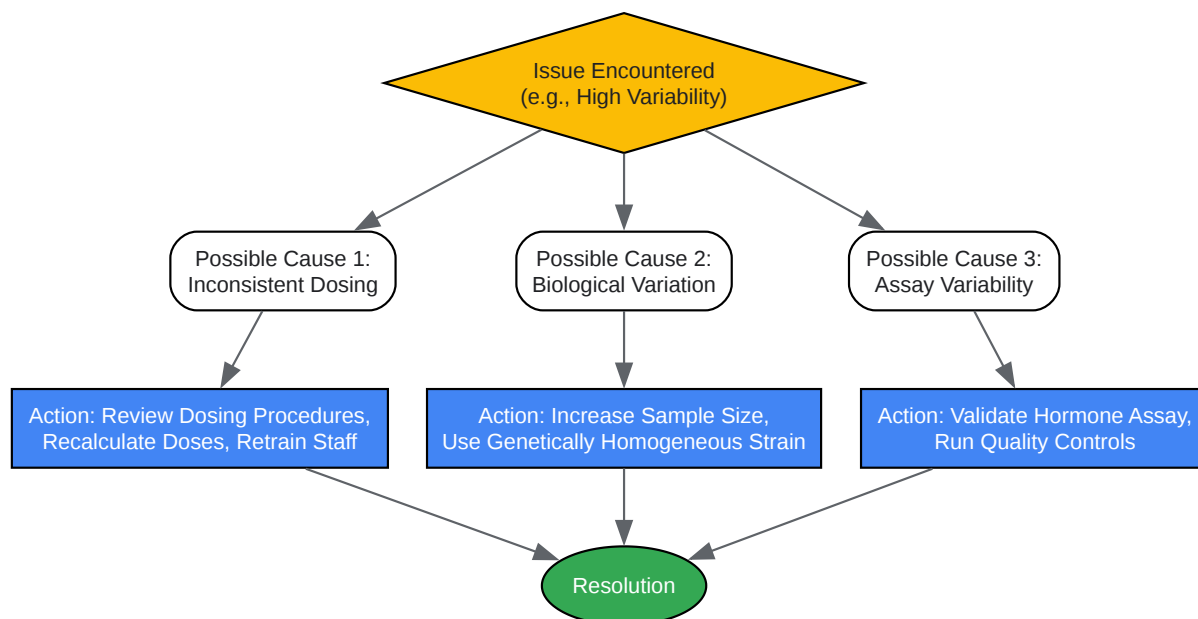 Issue Encountered
(e.g., High Variability)
Possible Cause 1:
Inconsistent Dosing
Possible Cause 2:
Biological Variation
Possible Cause 3:
Assay Variability
Action: Review Dosing Procedures,
Recalculate Doses, Retrain Staff
Action: Increase Sample Size,
Use Genetically Homogeneous Strain
Action: Validate Hormone Assay,
Run Quality Controls
Resolution